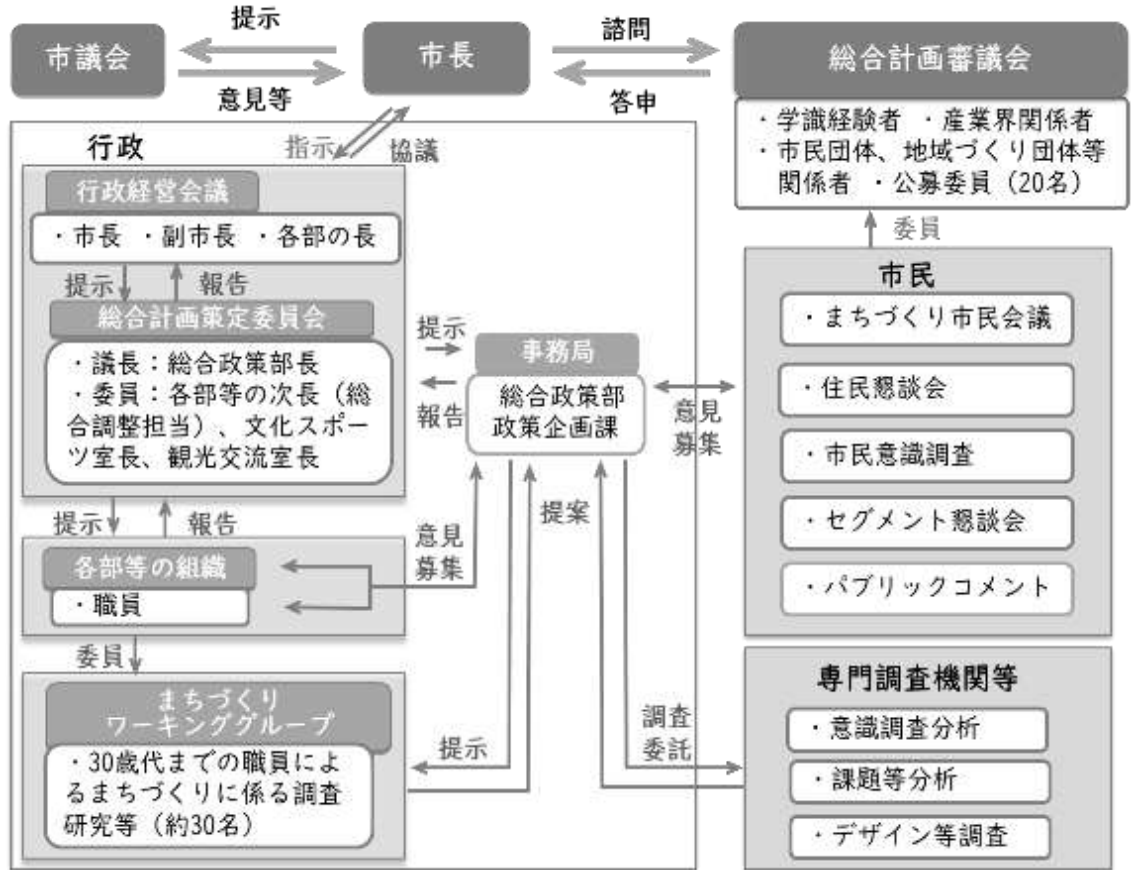 提示
諮問
市議会
市長
総合計画審議会
意見等
答申
・学識経験者 ・産業界関係者
・市民団体、地域づくり団体等
関係者 ・公募委員（20名）
行政
指示
協議
行政経営会議
・市長 ・副市長 ・各部の長
提示
報告
総合計画策定委員会
・議長：総合政策部長
・委員：各部等の次長（総
合調整担当）、文化スポー
ツ室長、観光交流室長
提示
報告
事務局
総合政策部
政策企画課
意見
募集
委員
市民
・まちづくり市民会議
・住民懇談会
・市民意識調査
・セグメント懇談会
・パブリックコメント
提示
報告
意見
募集
提案
各部等の組織
・職員
委員
まちづくり
ワーキンググループ
・30歳代までの職員によ
るまちづくりに係る調査
研究等（約30名）
提示
調査
委託
専門調査機関等
・意識調査分析
・課題等分析
・デザイン等調査